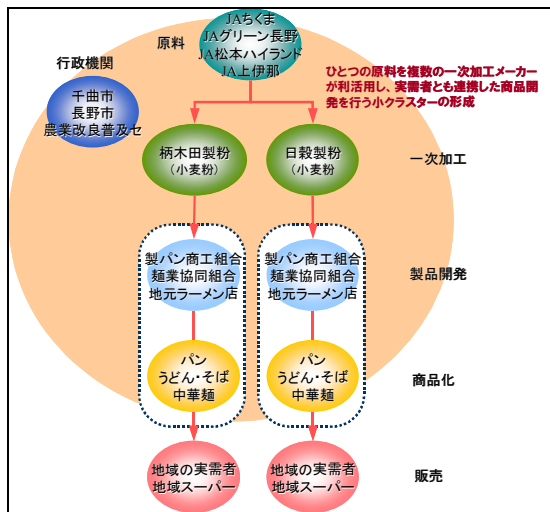 原料
JAちくま
JAグリーン長野
JA松本ハイランド
JA上伊那
行政機関
千曲市
長野市
農業改良普及セ
ひとつの原料を複数の一次加工メーカー
が利活用し、実需者とも連携した商品開
発を行う小クラスターの形成
柄木田製粉
(小麦粉)
日穀製粉
(小麦粉
一次加工
製パン商工組合
麺業協同組合
地元ラーメン店
製パン商工組合
麺業協同組合
地元ラーメン店
製品開発
パン
うどん・そば
中華麺
パン
うどん・そば
中華麺
商品化
地域の実需者
地域スーパー
地域の実需者
地域スーパー
販売